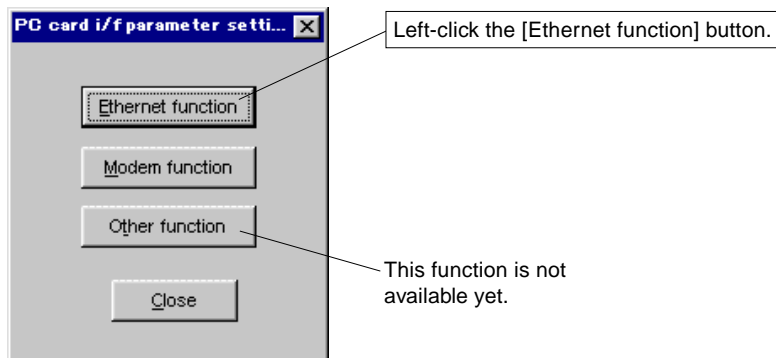 PC card i/f parameter setti...
Left-click the [Ethernet function] button.
Ethernet function
Modem function
Other function
This function is not
available yet.
Close